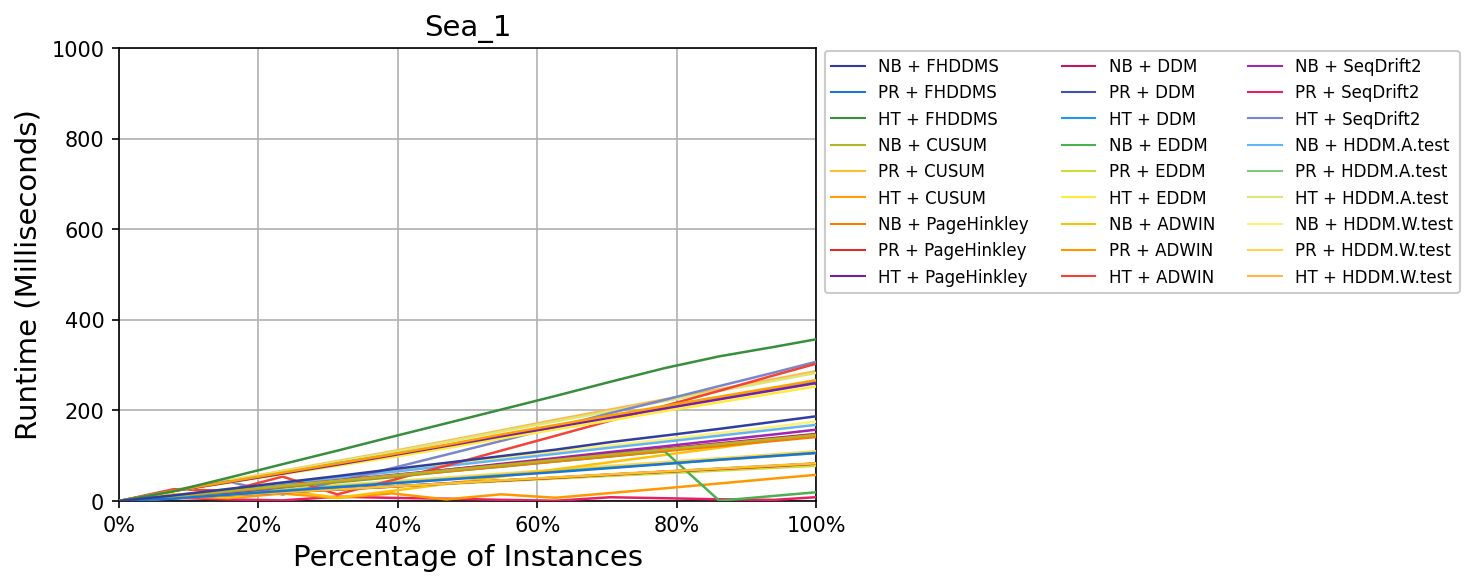 Sea_1
Runtime (Milliseconds)
1000
800
600
400
200
0
0%
20%
40%
60%
80%
100%
Percentage of Instances
NB + FHDDMS
PR + FHDDMS
HT + FHDDMS
NB + CUSUM
PR + CUSUM
HT + CUSUM
NB + PageHinkley
PR + PageHinkley
HT + PageHinkley
NB + DDM
PR + DDM
HT + DDM
NB + EDDM
PR + EDDM
HT + EDDM
NB + ADWIN
PR + ADWIN
HT + ADWIN
NB + SeqDrift2
PR + SeqDrift2
HT + SeqDrift2
NB + HDDM.A.test
PR + HDDM.A.test
HT + HDDM.A.test
NB + HDDM.W.test
PR + HDDM.W.test
HT + HDDM.W.test